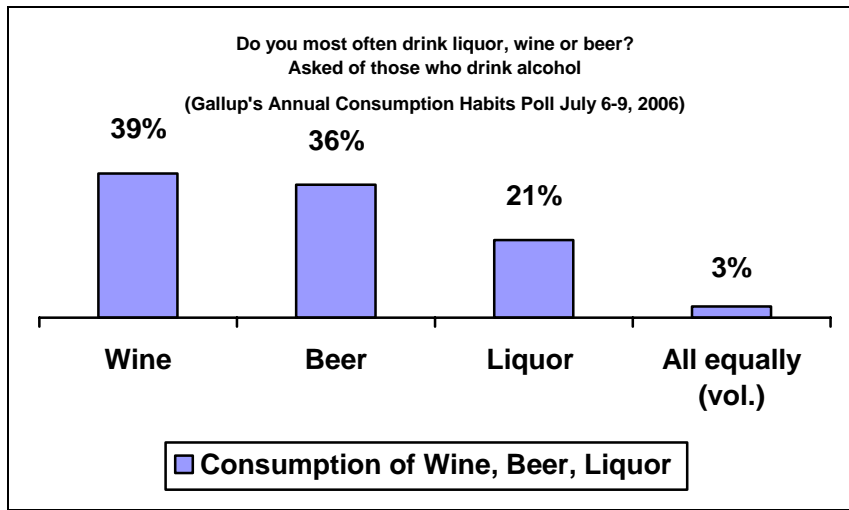 Do you most often drink liquor, wine or beer?
Asked of those who drink alcohol
(Gallup's Annual Consumption Habits Poll July 6-9, 2006)
39%
36%
21%
3%
Wine
Beer
Liquor
All equally
(vol.)
Consumption of Wine, Beer, Liquor